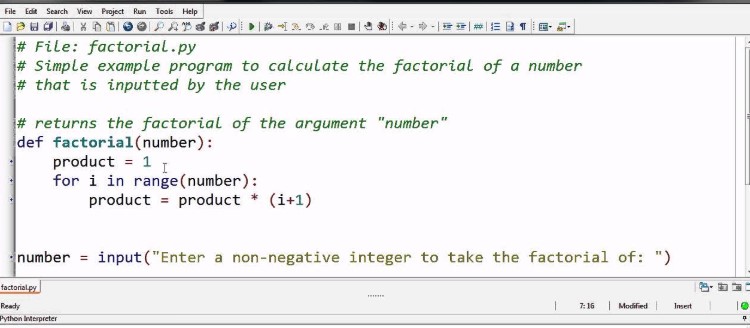 File Edit Search View Project Run Tools Help
# File: factorial.py
# Simple example program to calculate the factorial of a number
# that is inputted by the user
# returns the factorial of the argument "number"
def factorial(number):
product = 1
for i in range(number):
product = product * (i+1)
number = input("Enter a non-negative integer to take the factorial of: ")
factorial.py
Ready 7: 16 Modified Insert
Python Interpreter